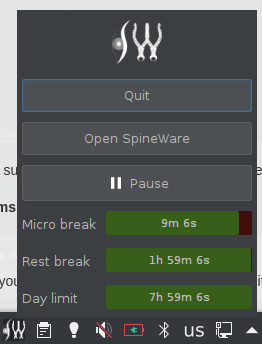 SW
Quit
Open SpineWare
Pause
Micro break 9m 6s
Rest break 1h 59m 6s
Day limit 7h 59m 6s
su
ms
you
us